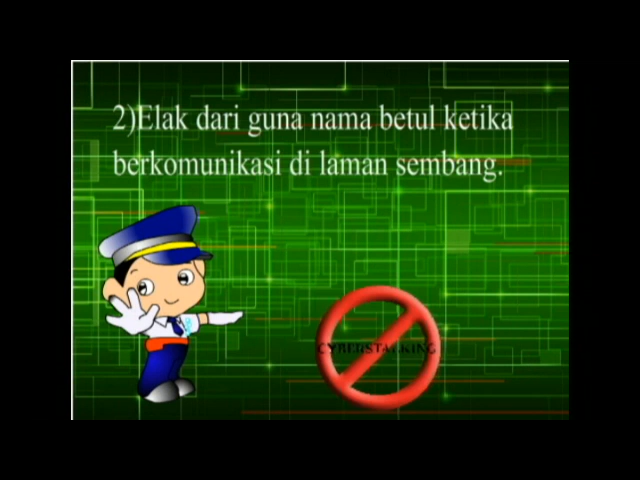 2)Elak dari guna nama betul ketika
berkomunikasi di laman sembang.
CYBERSTALKING